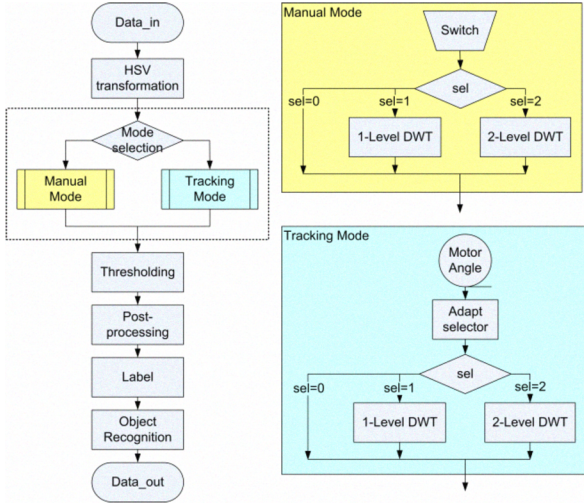 Data_in
HSV
transformation
Mode
selection
Manual
Mode
Tracking
Mode
Thresholding
Post-
processing
Label
Object
Recognition
Data_out
Manual Mode
Switch
sel
sel=0
sel=1
sel=2
1-Level DWT
2-Level DWT
Tracking Mode
Motor
Angle
Adapt
selector
sel
sel=0
sel=1
sel=2
1-Level DWT
2-Level DWT